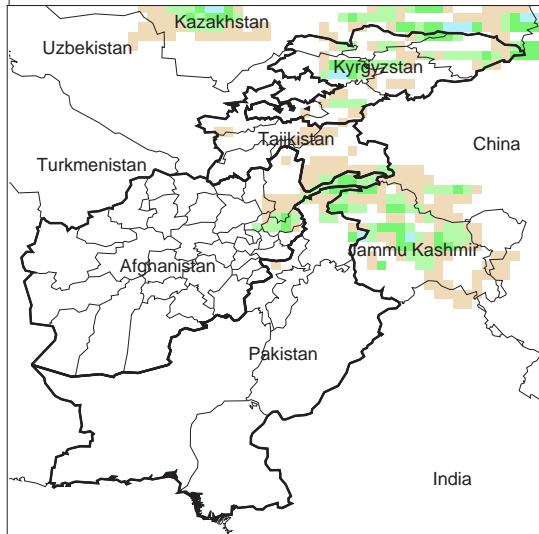 Kazakhstan
Uzbekistan
Kyrgyzstan
Tajikistan
China
Turkmenistan
Jammu Kashmir
Afghanistan
Pakistan
India